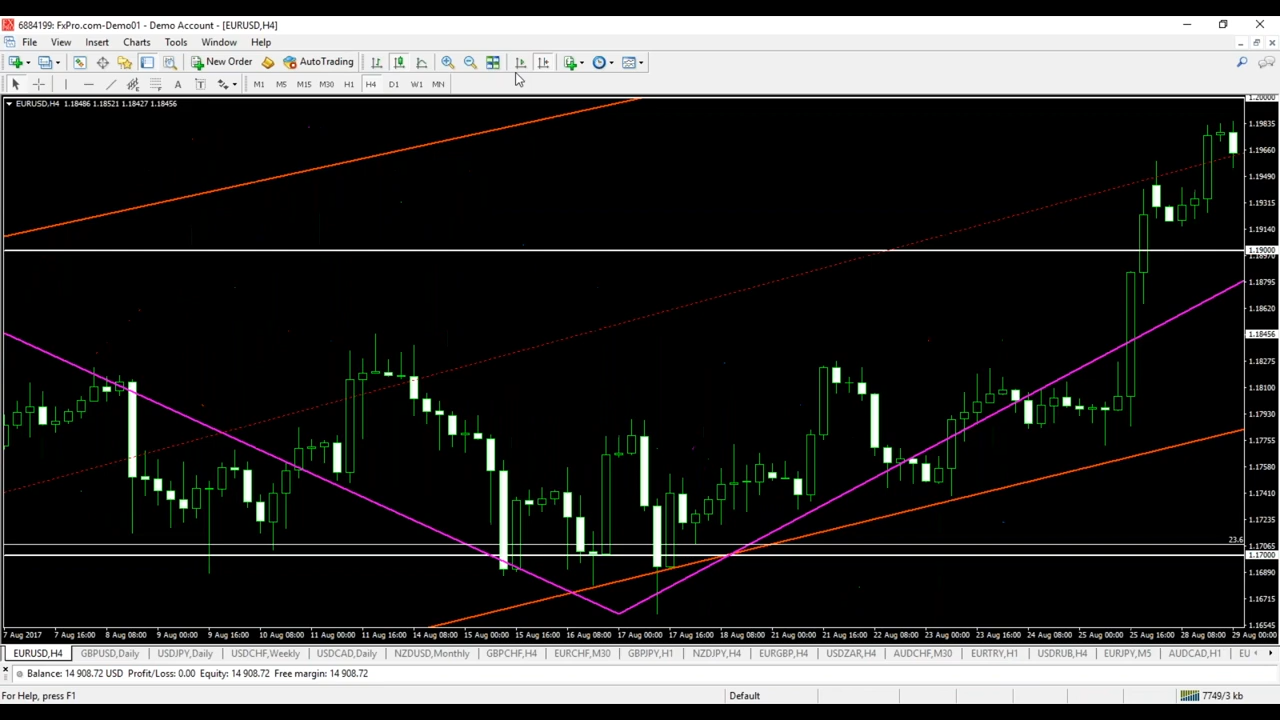 6884199: FxPro.com-Demo01 - Demo Account - [EURUSD,H4]
File View Insert Charts Tools Window Help
New Order AutoTrading
A T M1 M5 M15 M30 H1 H4 D1 W1 MN
EURUSD,H4 1.18486 1.18521 1.18427 1.18456
1.20000
1.19835
1.19660
1.19490
1.19315
1.19140
1.19000
1.18970
1.18795
1.18456
1.18275
1.18100
1.17930
1.17755
1.17580
1.17410
1.17235
23.6
1.17065
1.17000
1.16890
1.16715
1.16545
7 Aug 2017 7 Aug 16:00 8 Aug 08:00 9 Aug 00:00 9 Aug 16:00 10 Aug 08:00 11 Aug 00:00 11 Aug 16:00 14 Aug 08:00 15 Aug 00:00 15 Aug 16:00 16 Aug 08:00 17 Aug 00:00 17 Aug 16:00 18 Aug 08:00 21 Aug 00:00 21 Aug 16:00 22 Aug 08:00 23 Aug 00:00 23 Aug 16:00 24 Aug 08:00 25 Aug 00:00 25 Aug 16:00 28 Aug 08:00 29 Aug 00:00
EURUSD,H4 GBPUSD,Daily USDJPY,Daily USDCHF,Weekly USDCAD,Daily NZDUSD,Monthly GBPCHF,H4 EURCHF,M30 GBPJPY,H1 NZDJPY,H4 EURGBP,H4 USDZAR,H4 AUDCHF,M30 EURTRY,H1 USDRUB,H4 EURJPY,M5 AUDCAD,H1 EU
Balance: 14 908.72 USD Profit/Loss: 0.00 Equity: 14 908.72 Free margin: 14 908.72
For Help, press F1 Default 7749/3 kb